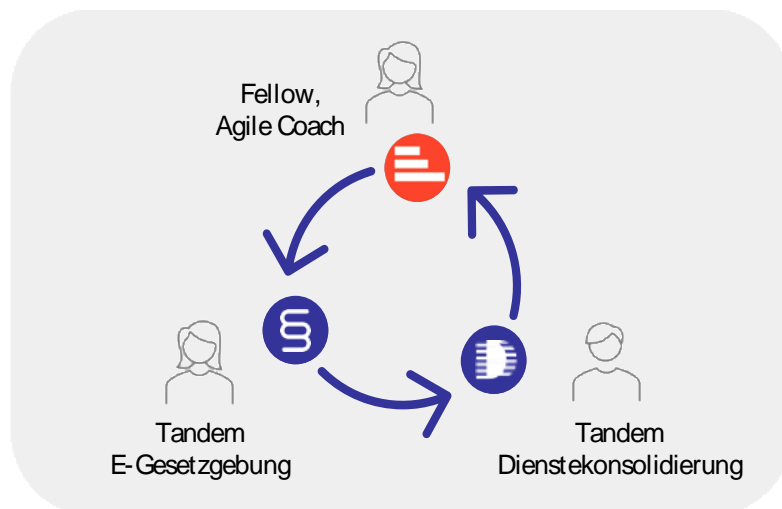 Fellow,
Agile Coach
§
Tandem
E-Gesetzgebung
Tandem
Dienstekonsolidierung